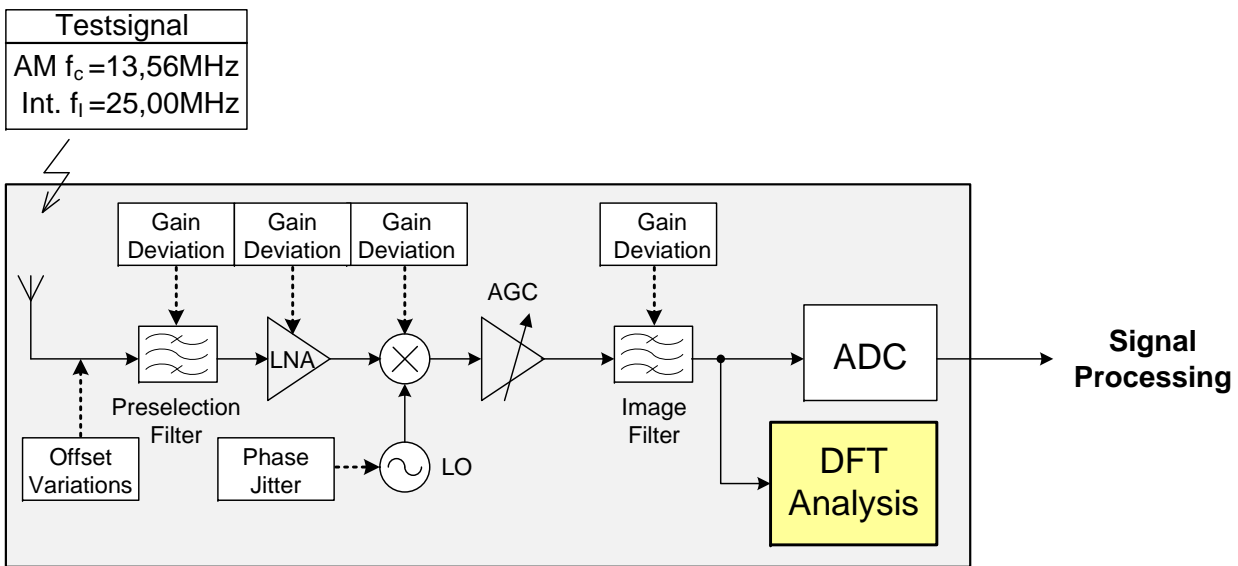 Testsignal
AM fc =13,56MHz
Int. fI =25,00MHz
Gain
Deviation
Gain
Deviation
Gain
Deviation
Gain
Deviation
AGC
LNA
ADC
Signal
Processing
Preselection
Filter
Image
Filter
Offset
Variations
Phase
Jitter
LO
DFT
Analysis